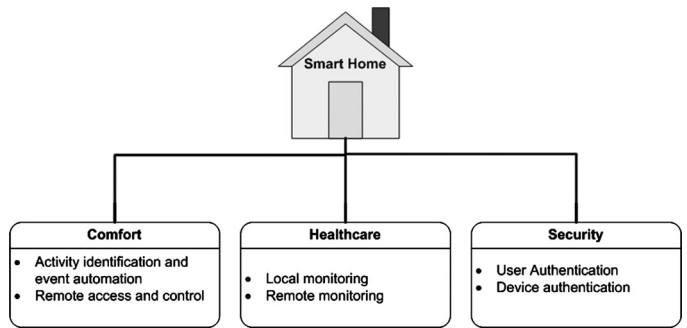 Smart Home
Comfort
• Activity identification and
event automation
• Remote access and control
Healthcare
• Local monitoring
• Remote monitoring
Security
• User Authentication
• Device authentication